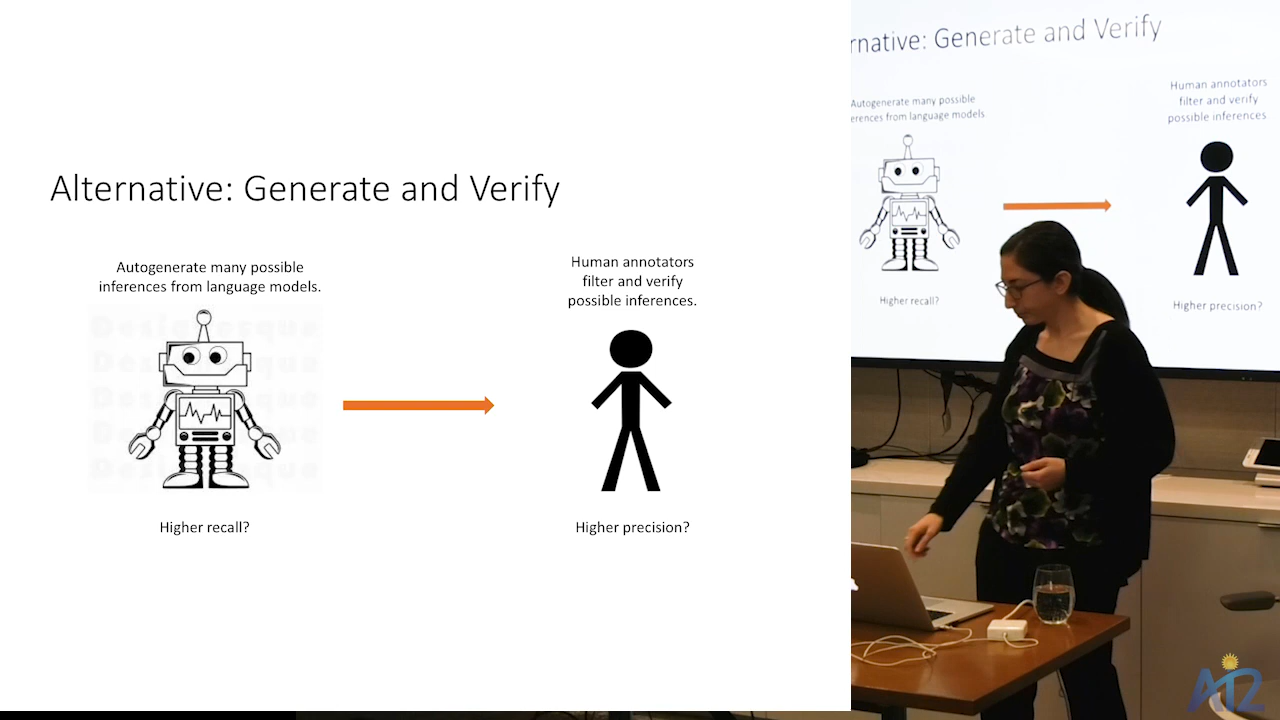 Alternative: Generate and Verify
Autogenerate many possible
inferences from language models.
Human annotators
filter and verify
possible inferences.
Higher recall?
Higher precision?
rnative: Generate and Verify
Autogenerate many possible
erences from language models.
Human annotators
filter and verify
possible inferences
Higher recall?
Higher precision?
AI2